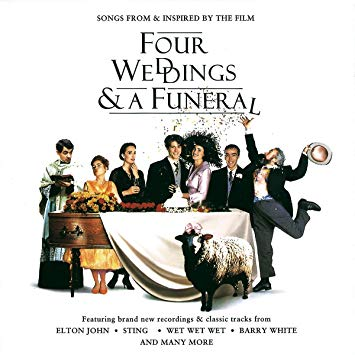 SONGS FROM & INSPIRED BY THE FILM
FOUR
WEDDINGS
& A FUNERAL
Featuring brand new recordings & classic tracks from
ELTON JOHN • STING • WET WET WET • BARRY WHITE
AND MANY MORE